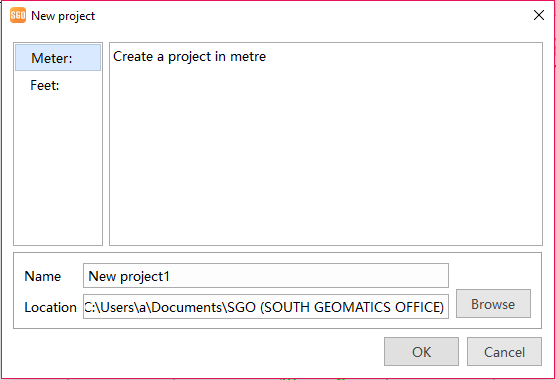 SGO New project
Meter:
Create a project in metre
Feet:
Name New project1
Location C:\Users\a\Documents\SGO (SOUTH GEOMATICS OFFICE)
Browse
OK Cancel